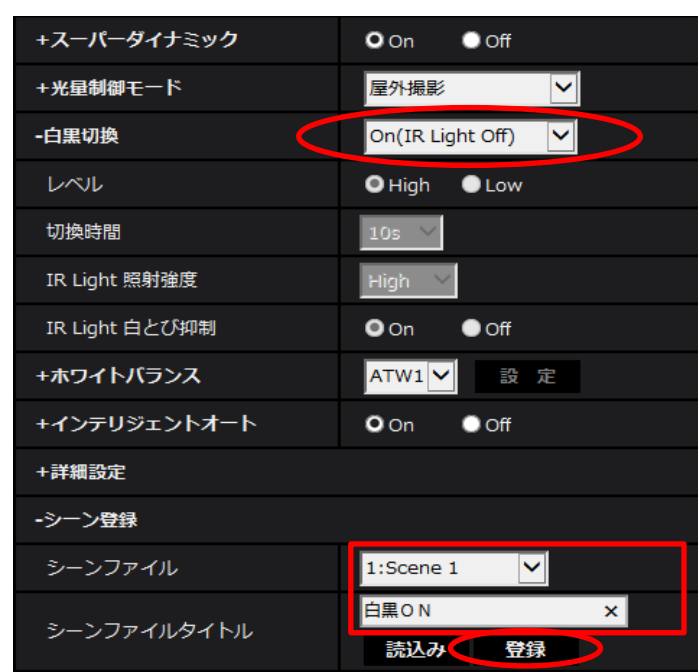 +スーパーダイナミック On Off
+光量制御モード 屋外撮影
-白黒切換 On(IR Light Off)
レベル High Low
切換時間 10s
IR Light 照射強度 High
IR Light 白とび抑制 On Off
+ホワイトバランス ATW1 設 定
+インテリジェントオート On Off
+詳細設定
-シーン登録
シーンファイル 1:Scene 1
白黒ＯＮ ×
シーンファイルタイトル
読込み 登録